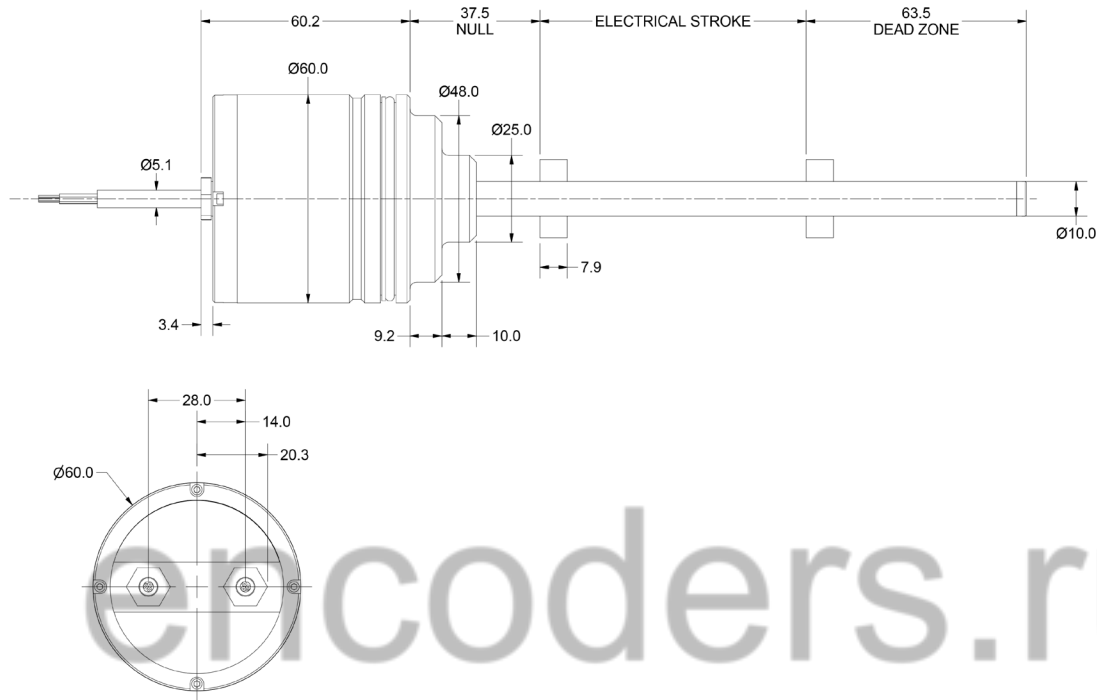 60.2
37.5
NULL
ELECTRICAL STROKE
63.5
DEAD ZONE
Ø60.0
Ø48.0
Ø25.0
Ø5.1
Ø10.0
7.9
3.4
9.2
10.0
28.0
14.0
20.3
Ø60.0
encoders.r